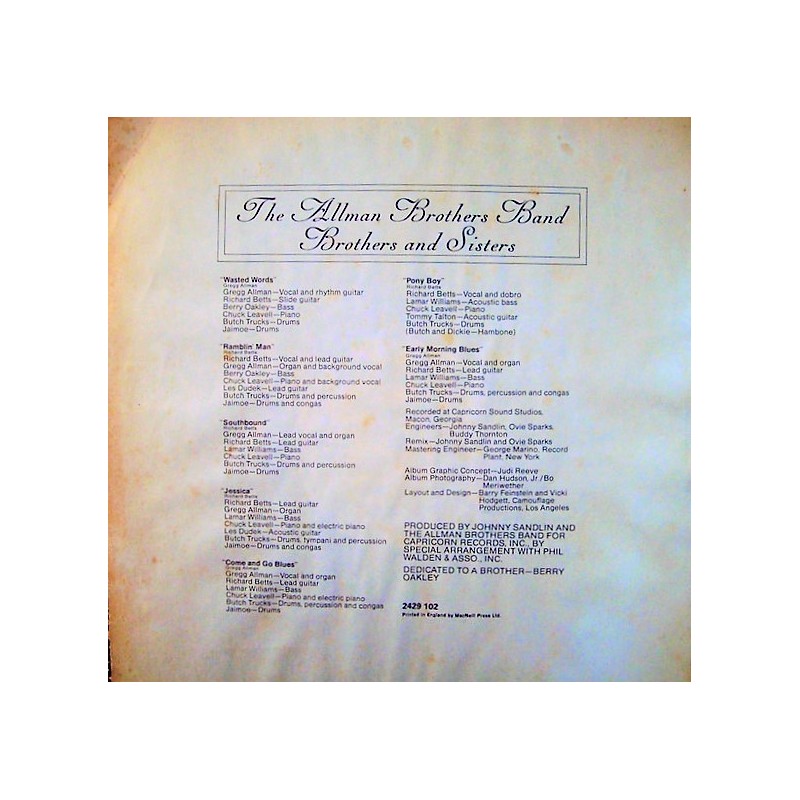 The Allman Brothers Band
Brothers and Sisters
"Wasted Words"
Gregg Allman
Gregg Allman—Vocal and rhythm guitar
Richard Betts—Slide guitar
Berry Oakley—Bass
Chuck Leavell—Piano
Butch Trucks—Drums
Jaimoe—Drums
"Ramblin' Man"
Richard Betts
Richard Betts—Vocal and lead guitar
Gregg Allman—Organ and background vocal
Berry Oakley—Bass
Chuck Leavell—Piano and background vocal
Les Dudek—Lead guitar
Butch Trucks—Drums and percussion
Jaimoe—Drums and congas
"Southbound"
Richard Betts
Gregg Allman—Lead vocal and organ
Richard Betts—Lead guitar
Lamar Williams—Bass
Chuck Leavell—Piano
Butch Trucks—Drums and percussion
Jaimoe—Drums
"Jessica"
Richard Betts
Richard Betts—Lead guitar
Gregg Allman—Organ
Lamar Williams—Bass
Chuck Leavell—Piano and electric piano
Les Dudek—Acoustic guitar
Butch Trucks—Drums, tympani and percussion
Jaimoe—Drums and congas
"Come and Go Blues"
Gregg Allman
Gregg Allman—Vocal and organ
Richard Betts—Lead guitar
Lamar Williams—Bass
Chuck Leavell—Piano and electric piano
Butch Trucks—Drums, percussion and congas
Jaimoe—Drums
"Pony Boy"
Richard Betts
Richard Betts—Vocal and dobro
Lamar Williams—Acoustic bass
Chuck Leavell—Piano
Tommy Talton—Acoustic guitar
Butch Trucks—Drums
(Butch and Dickie—Hambone)
"Early Morning Blues"
Gregg Allman
Gregg Allman—Vocal and organ
Richard Betts—Lead guitar
Lamar Williams—Bass
Chuck Leavell—Piano
Butch Trucks—Drums, percussion and congas
Jaimoe—Drums
Recorded at Capricorn Sound Studios,
Macon, Georgia
Engineers—Johnny Sandlin, Ovie Sparks
Buddy Thornton
Remix—Johnny Sandlin and Ovie Sparks
Mastering Engineer—George Marino, Record
Plant, New York
Album Graphic Concept—Judi Reeve
Album Photography—Dan Hudson, Jr./Bo
Meriwether
Layout and Design—Barry Feinstein and Vicki
Hodgett, Camouflage
Productions, Los Angeles
PRODUCED BY JOHNNY SANDLIN AND
THE ALLMAN BROTHERS BAND FOR
CAPRICORN RECORDS, INC., BY
SPECIAL ARRANGEMENT WITH PHIL
WALDEN & ASSO., INC.
DEDICATED TO A BROTHER—BERRY
OAKLEY
2429 102
Printed in England by MacNeill Press Ltd.